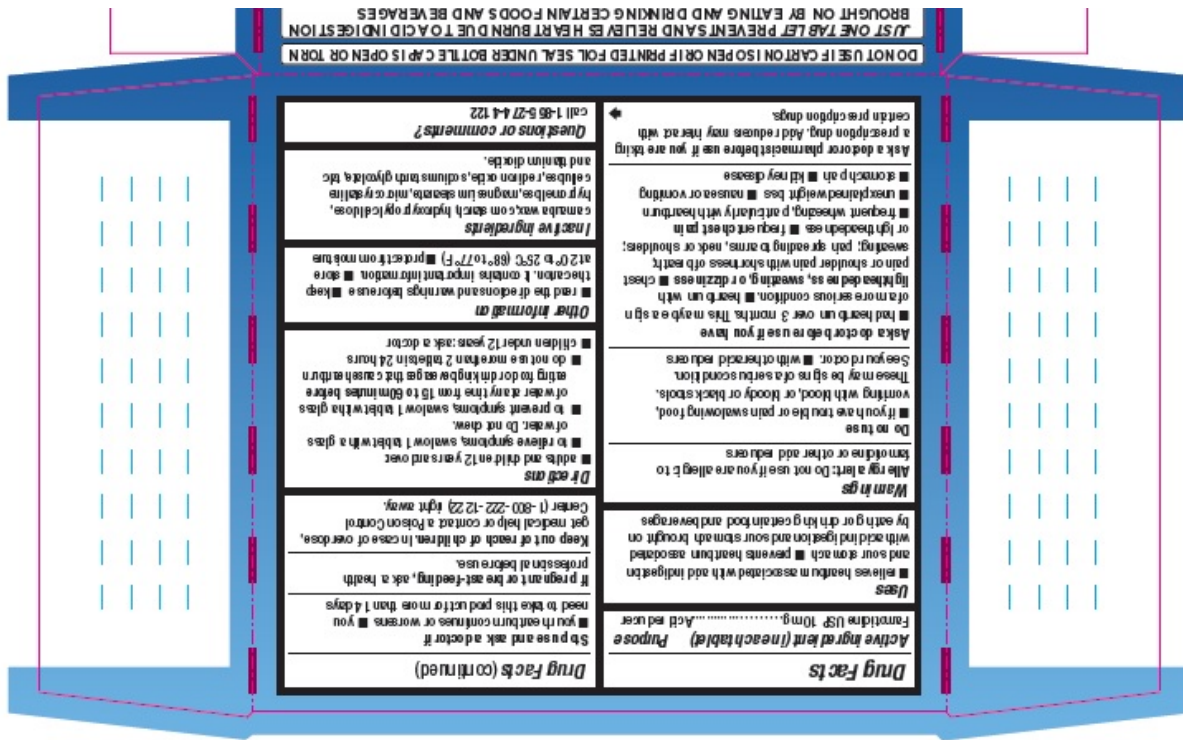 Drug Facts
Active ingredient (in each tablet) Purpose
Famotidine USP 10 mg....................Acid reducer
Uses
■ relieves heartburn associated with acid indigestion
and sour stomach ■ prevents heartburn associated
with acid indigestion and sour stomach brought on
by eating or drinking certain food and beverages
Warnings
Allergy alert: Do not use if you are allergic to
famotidine or other acid reducers
Do not use
■ if you have trouble or pain swallowing food,
vomiting with blood, or bloody or black stools.
These may be signs of a serious condition.
See your doctor. ■ with other acid reducers
Ask a doctor before use if you have
■ had heartburn over 3 months. This may be a sign
of a more serious condition. ■ heartburn with
lightheadedness, sweating, or dizziness ■ chest
pain or shoulder pain with shortness of breath;
sweating; pain spreading to arms, neck or shoulders;
or lightheadedness ■ frequent chest pain
■ frequent wheezing, particularly with heartburn
■ unexplained weight loss ■ nausea or vomiting
■ stomach pain ■ kidney disease
Ask a doctor or pharmacist before use if you are taking
a prescription drug. Acid reducers may interact with
certain prescription drugs.
Drug Facts (continued)
Stop use and ask a doctor if
■ your heartburn continues or worsens ■ you
need to take this product for more than 14 days
If pregnant or breast-feeding, ask a health
professional before use.
Keep out of reach of children. In case of overdose,
get medical help or contact a Poison Control
Center (1-800-222-1222) right away.
Directions
■ adults and children 12 years and over:
■ to relieve symptoms, swallow 1 tablet with a glass
of water. Do not chew.
■ to prevent symptoms, swallow 1 tablet with a glass
of water at any time from 15 to 60 minutes before
eating food or drinking beverages that cause heartburn
■ do not use more than 2 tablets in 24 hours
■ children under 12 years: ask a doctor
Other information
■ read the directions and warnings before use ■ keep
the carton. It contains important information. ■ store
at 20° to 25°C (68° to 77°F) ■ protect from moisture
Inactive ingredients
carnauba wax, corn starch, hydroxypropyl cellulose,
hypromellose, magnesium stearate, microcrystalline
cellulose, red iron oxide, sodium starch glycolate, talc
and titanium dioxide.
Questions or comments?
call 1-855-274-4122
DO NOT USE IF CARTON IS OPEN OR IF PRINTED FOIL SEAL UNDER BOTTLE CAP IS OPEN OR TORN
JUST ONE TABLET PREVENTS AND RELIEVES HEARTBURN DUE TO ACID INDIGESTION
BROUGHT ON BY EATING AND DRINKING CERTAIN FOODS AND BEVERAGES